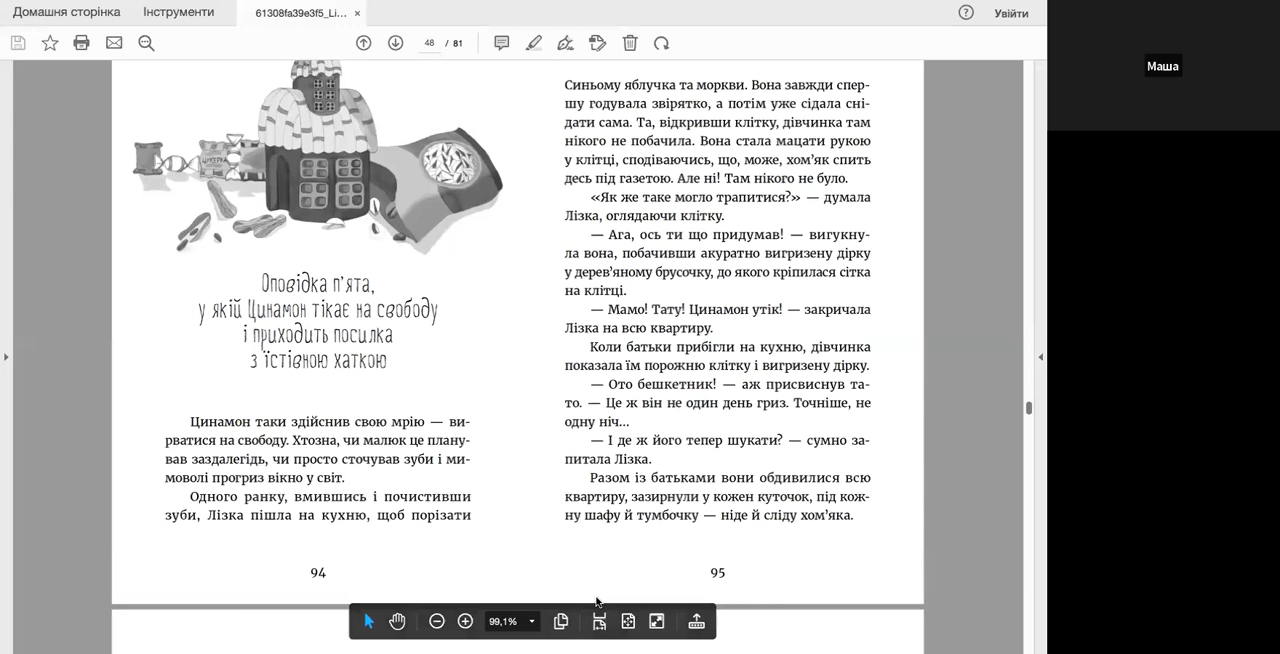 Домашня сторінка
Інструменти
61308fa39e3f5_Li... ×
? Увійти
48 / 81
Маша
ЦУКЕРКА
Оповідка п'ята,
у якій Цинамон тікає на свободу
і приходить посилка
з їстівною хаткою
Цинамон таки здійснив свою мрію — ви-
рватися на свободу. Хтозна, чи малюк це плану-
вав заздалегідь, чи просто сточував зуби і ми-
моволі прогриз вікно у світ.
Одного ранку, вмившись і почистивши
зуби, Лізка пішла на кухню, щоб порізати
94
Синьому яблучка та моркви. Вона завжди спер-
шу годувала звірятко, а потім уже сідала сні-
дати сама. Та, відкривши клітку, дівчинка там
нікого не побачила. Вона стала мацати рукою
у клітці, сподіваючись, що, може, хом'як спить
десь під газетою. Але ні! Там нікого не було.
«Як же таке могло трапитися?» — думала
Лізка, оглядаючи клітку.
— Ага, ось ти що придумав! — вигукну-
ла вона, побачивши акуратно вигризену дірку
у дерев'яному брусочку, до якого кріпилася сітка
на клітці.
— Мамо! Тату! Цинамон утік! — закричала
Лізка на всю квартиру.
Коли батьки прибігли на кухню, дівчинка
показала їм порожню клітку і вигризену дірку.
— Ото бешкетник! — аж присвиснув та-
то. — Це ж він не один день гриз. Точніше, не
одну ніч...
— І де ж його тепер шукати? — сумно за-
питала Лізка.
Разом із батьками вони обдивилися всю
квартиру, зазирнули у кожен куточок, під кож-
ну шафу й тумбочку — ніде й сліду хом'яка.
95
99,1%